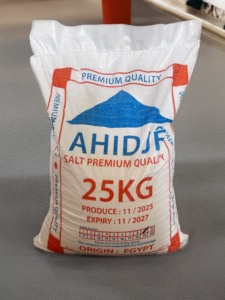 PREMIUM QUALITY
AHIDJF
SALT PREMIUM QUALITY
25KG
PRODUCE : 11 / 2025
EXPIRY : 11 / 2027
ORIGIN : EGYPT